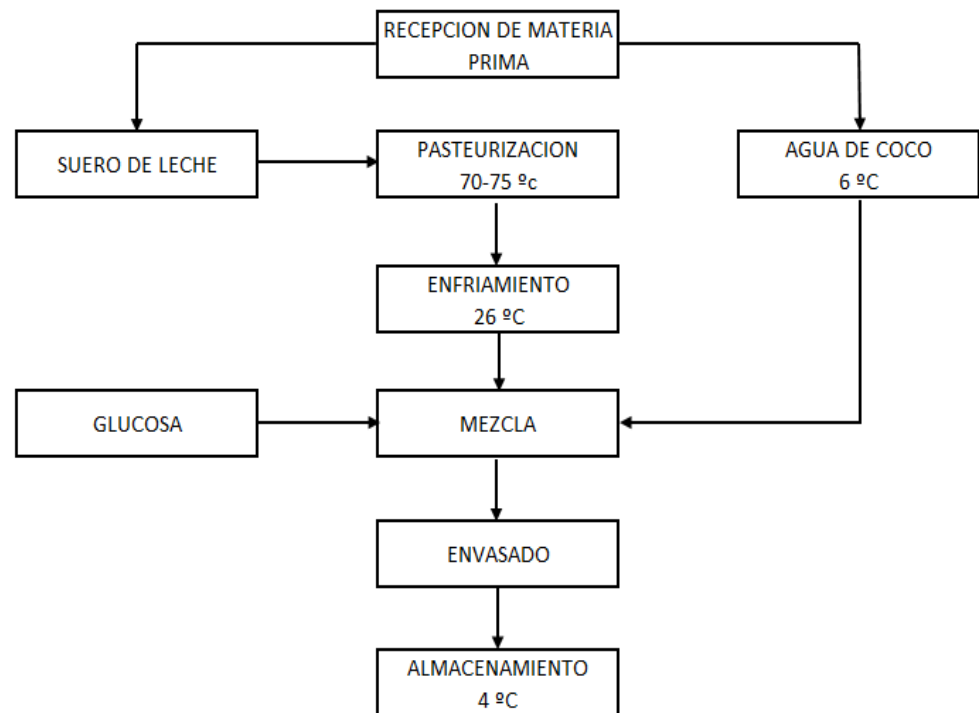 RECEPCION DE MATERIA
PRIMA
SUERO DE LECHE
PASTEURIZACION
70-75 ºc
AGUA DE COCO
6 ºC
ENFRIAMIENTO
26 ºC
GLUCOSA
MEZCLA
ENVASADO
ALMACENAMIENTO
4 ºC